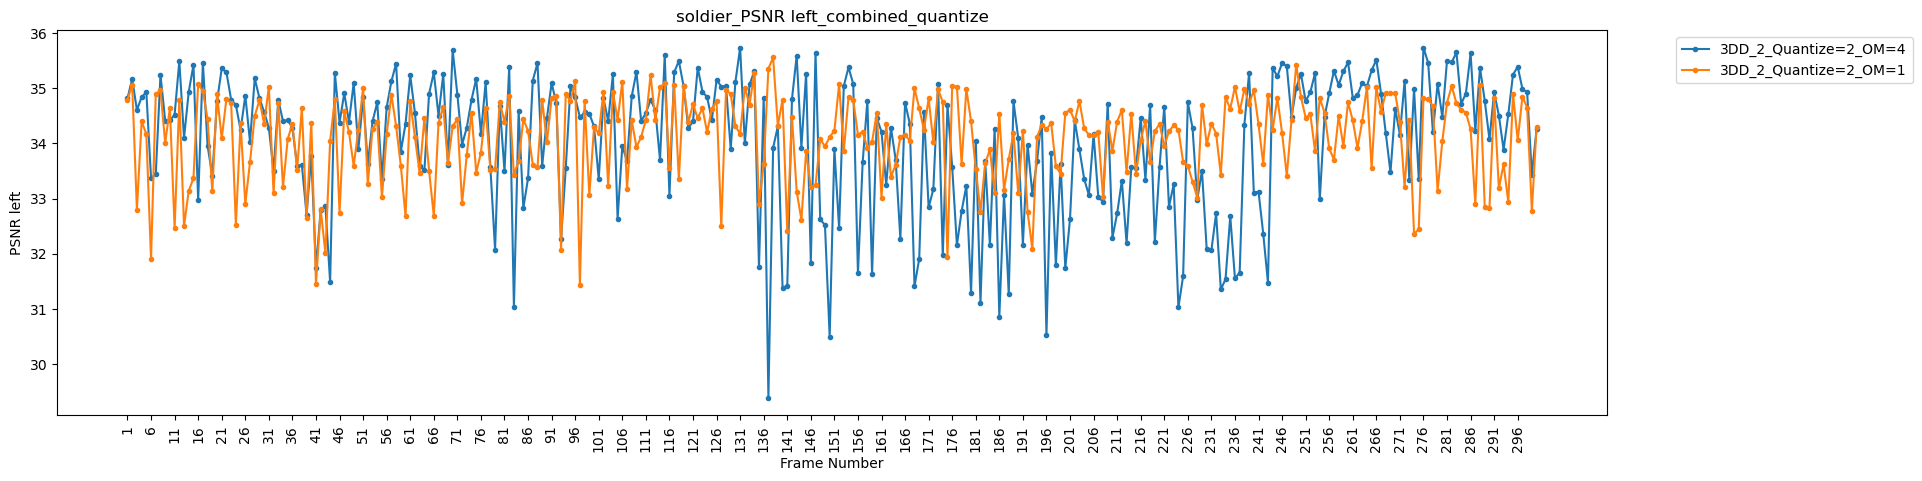 soldier_PSNR left_combined_quantize
3DD_2_Quantize=2_OM=4
3DD_2_Quantize=2_OM=1
PSNR left
36
35
34
33
32
31
30
1 6 11 16 21 26 31 36 41 46 51 56 61 66 71 76 81 86 91 96 101 106 111 116 121 126 131 136 141 146 151 156 161 166 171 176 181 186 191 196 201 206 211 216 221 226 231 236 241 246 251 256 261 266 271 276 281 286 291 296
Frame Number